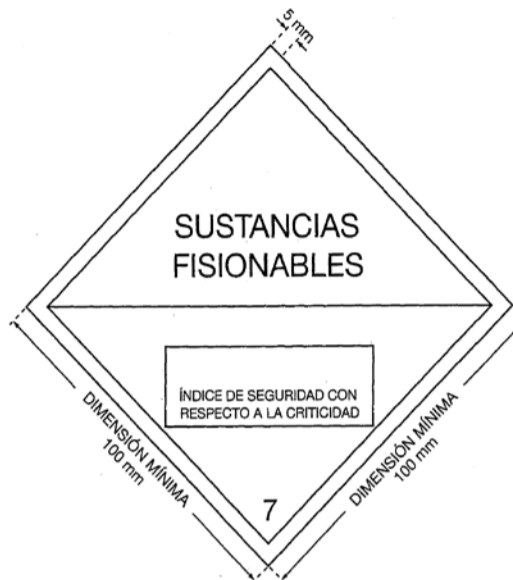 5 mm
SUSTANCIAS
FISIONABLES
ÍNDICE DE SEGURIDAD CON
RESPECTO A LA CRITICIDAD
7
DIMENSIÓN MÍNIMA
100 mm
DIMENSIÓN MÍNIMA
100 mm